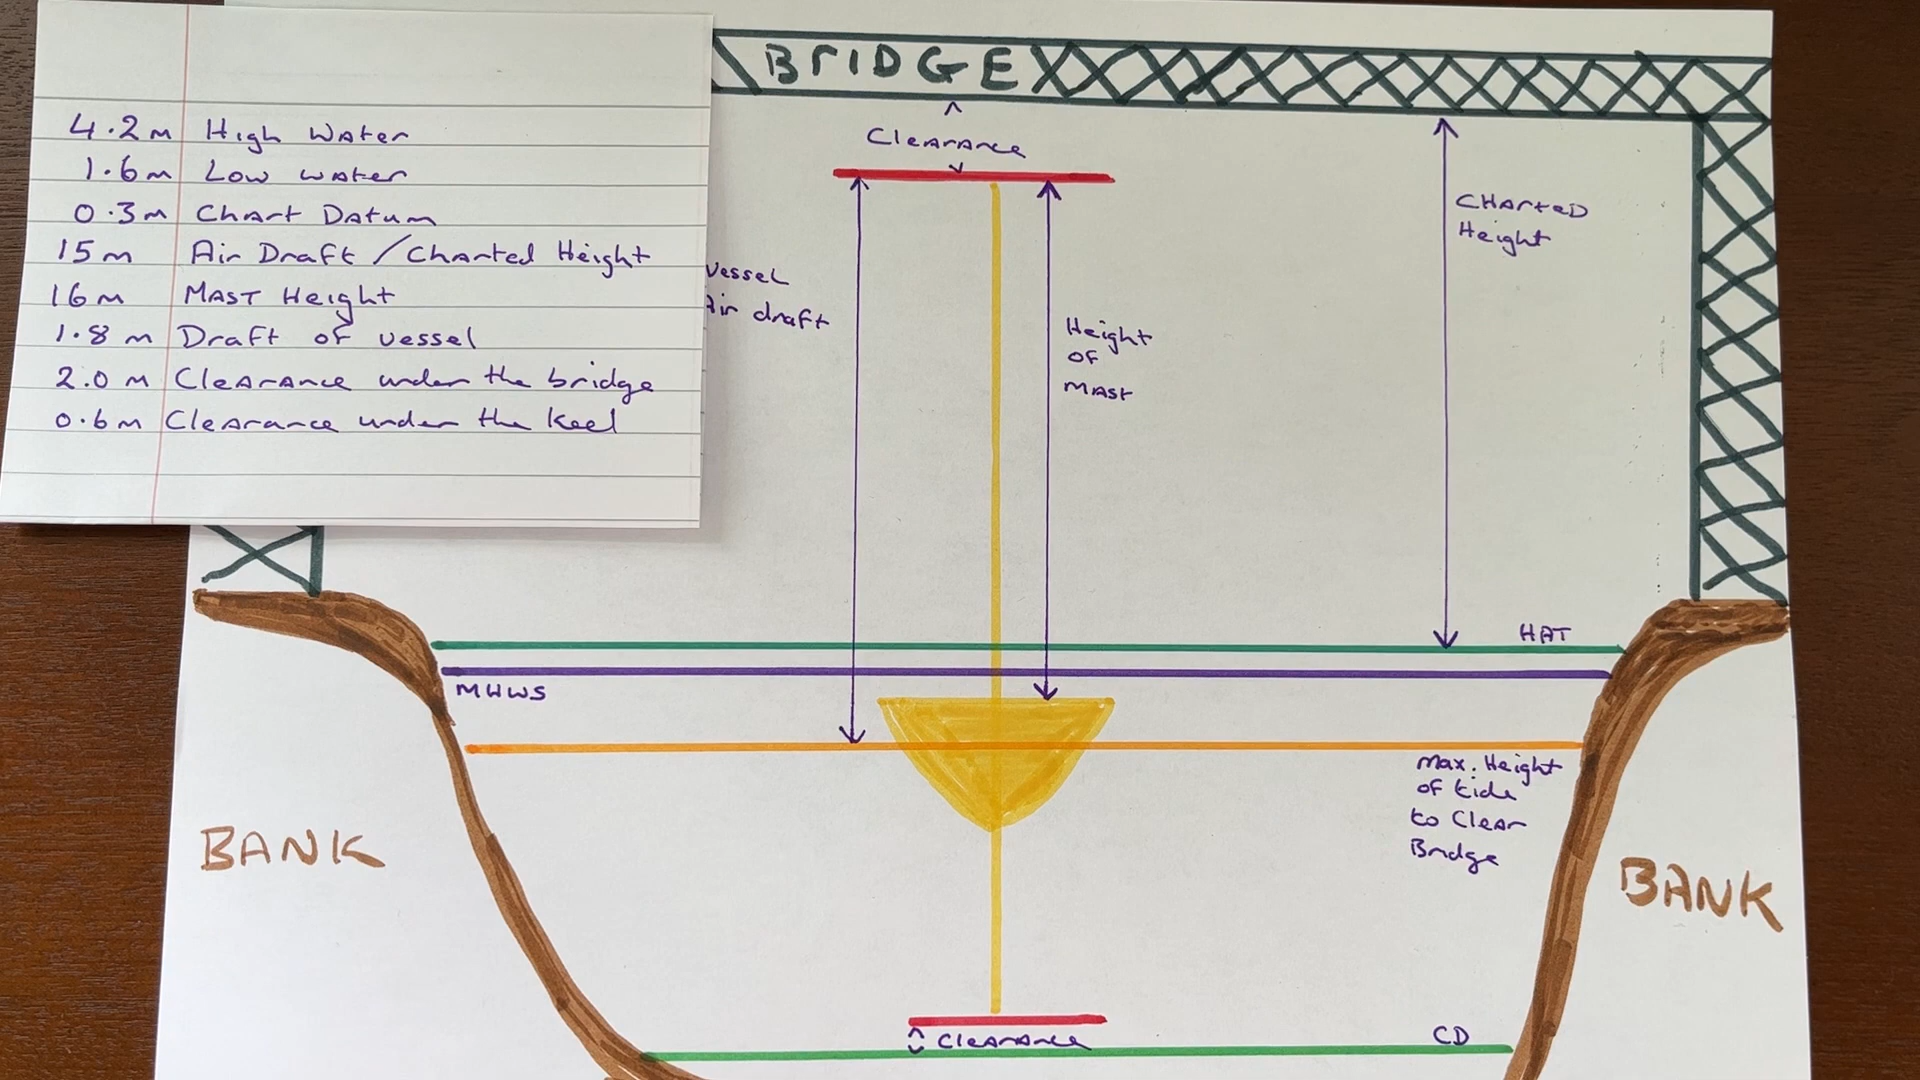 4.2m High Water
1.6m Low water
0.3m Chart Datum
15m Air Draft / Charted Height
16m Mast Height
1.8m Draft of vessel
2.0m Clearance under the bridge
0.6m Clearance under the keel
BRIDGE
Clearance
Vessel
Air draft
Height
of
Mast
CHARTED
Height
HAT
MHWS
Max. Height
of tide
to Clear
Bridge
BANK
BANK
Clearance
CD